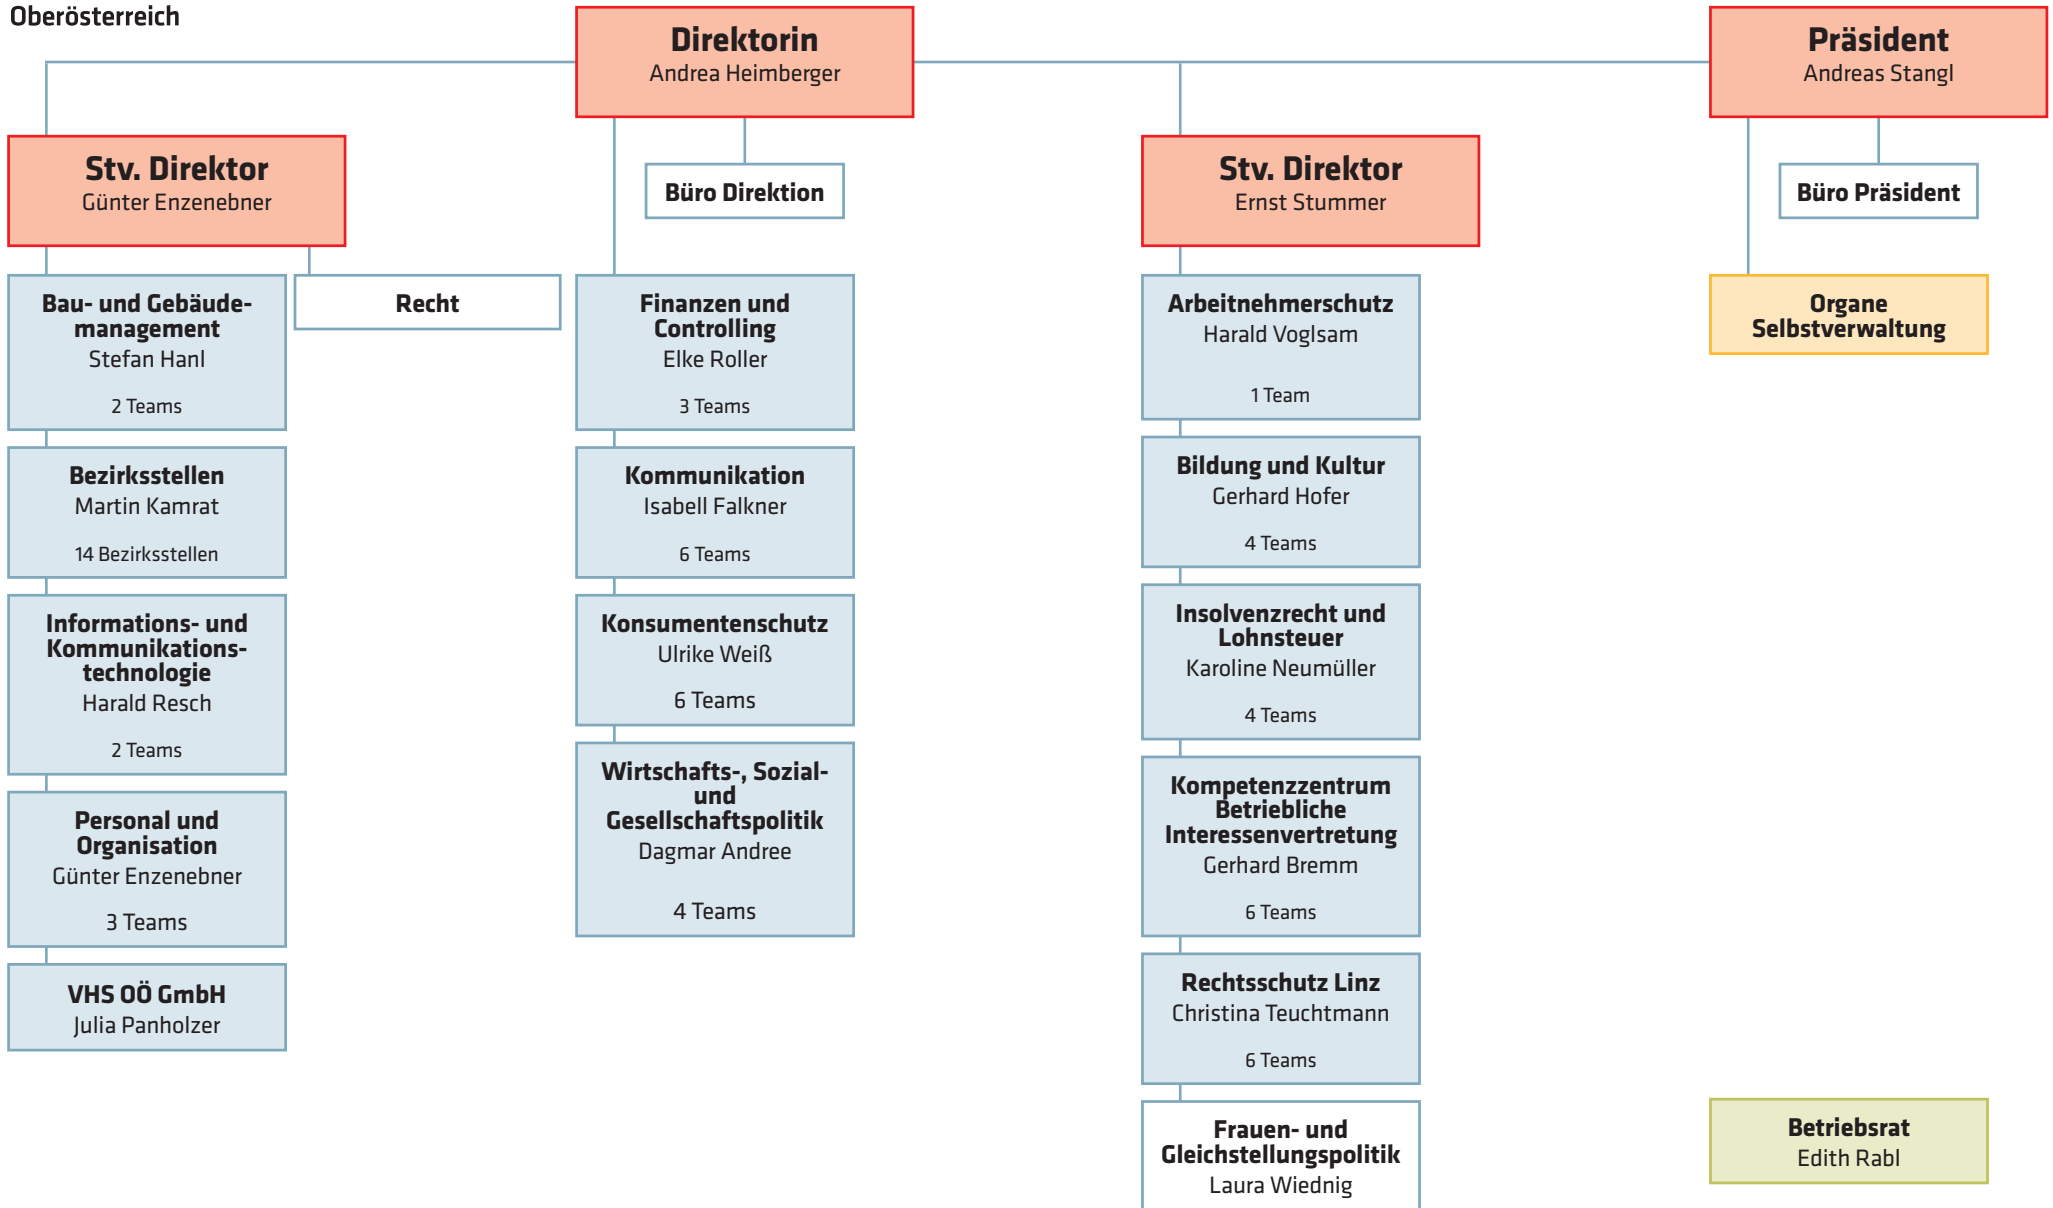 Oberösterreich
Direktorin
Andrea Heimberger
Präsident
Andreas Stangl
Stv. Direktor
Günter Enzenebner
Büro Direktion
Stv. Direktor
Ernst Stummer
Büro Präsident
Bau- und Gebäude-
management
Stefan Hanl
2 Teams
Recht
Bezirksstellen
Martin Kamrat
14 Bezirksstellen
Informations- und
Kommunikations-
technologie
Harald Resch
2 Teams
Personal und
Organisation
Günter Enzenebner
3 Teams
VHS OÖ GmbH
Julia Panholzer
Finanzen und
Controlling
Elke Roller
3 Teams
Kommunikation
Isabell Falkner
6 Teams
Konsumentenschutz
Ulrike Weiß
6 Teams
Wirtschafts-, Sozial-
und
Gesellschaftspolitik
Dagmar Andree
4 Teams
Arbeitnehmerschutz
Harald Voglsam
1 Team
Bildung und Kultur
Gerhard Hofer
4 Teams
Insolvenzrecht und
Lohnsteuer
Karoline Neumüller
4 Teams
Kompetenzzentrum
Betriebliche
Interessenvertretung
Gerhard Bremm
6 Teams
Rechtsschutz Linz
Christina Teuchtmann
6 Teams
Frauen- und
Gleichstellungspolitik
Laura Wiednig
Organe
Selbstverwaltung
Betriebsrat
Edith Rabl